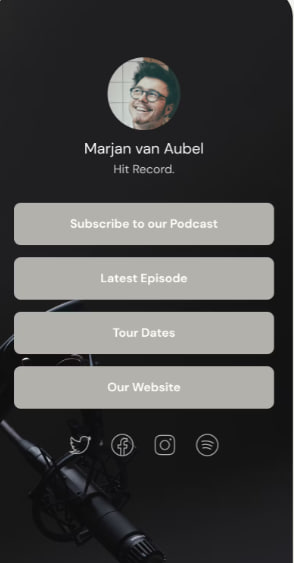 Marjan van Aubel
Hit Record.
Subscribe to our Podcast
Latest Episode
Tour Dates
Our Website